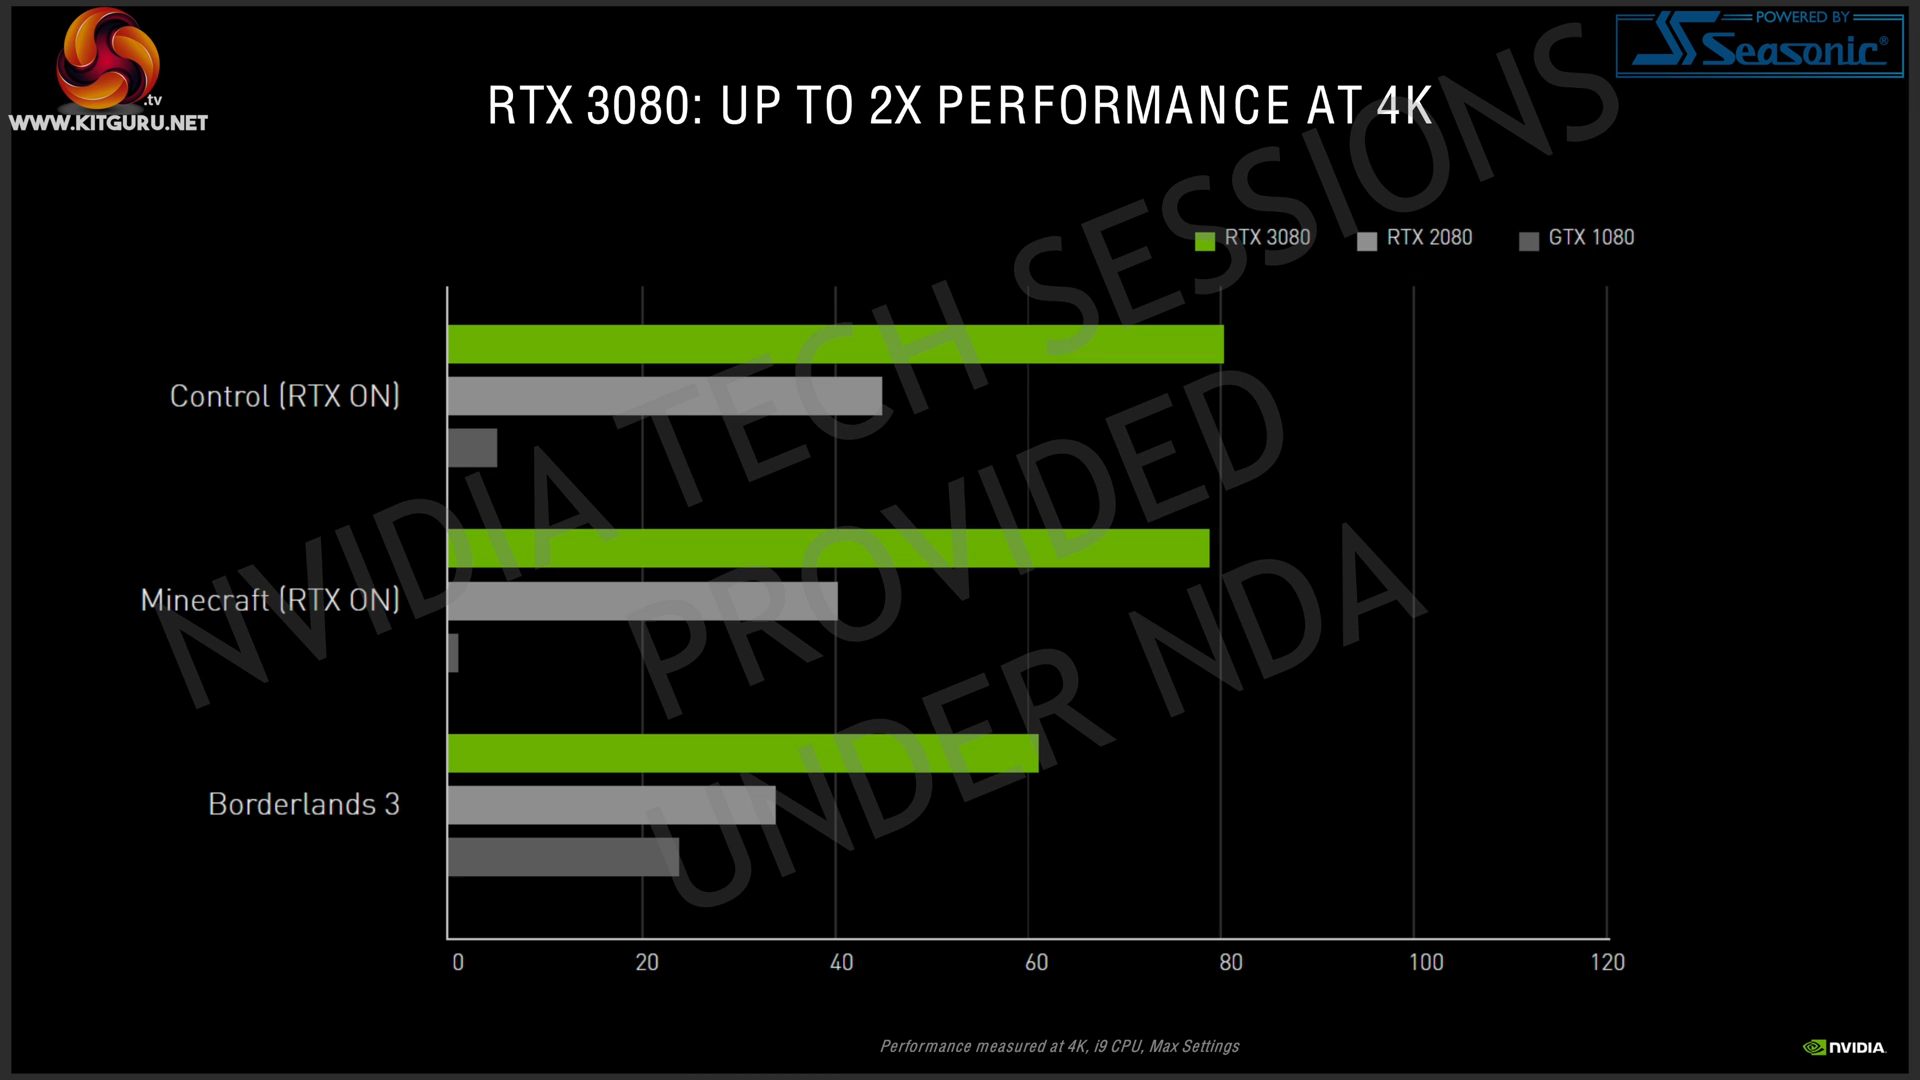 .tv
WWW.KITGURU.NET
POWERED BY
Seasonic®
RTX 3080: UP TO 2X PERFORMANCE AT 4K
RTX 3080
RTX 2080
GTX 1080
Control (RTX ON)
Minecraft (RTX ON)
Borderlands 3
0 20 40 60 80 100 120
NVIDIA TECH SESSIONS
PROVIDED
UNDER NDA
Performance measured at 4K, i9 CPU, Max Settings
NVIDIA.